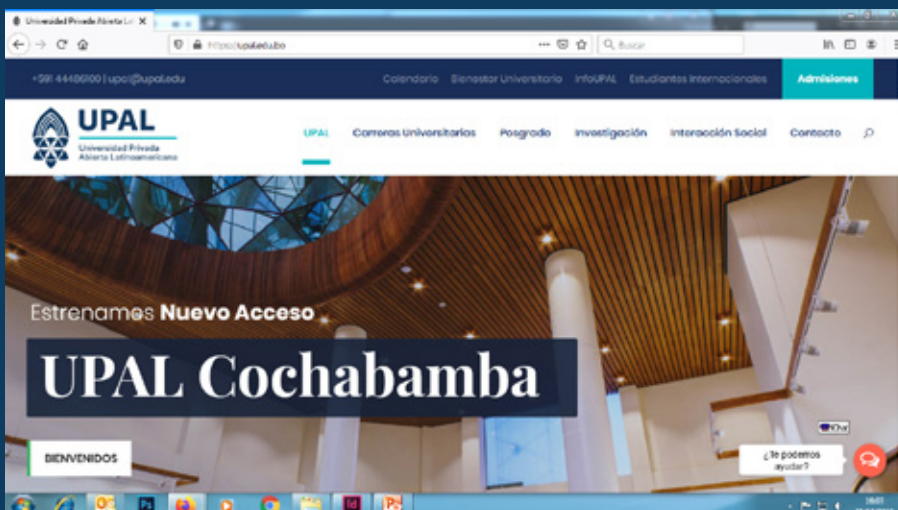 Universidad Privada Abierta La
https://upal.edu.bo
Buscar
+591 44486100 | upal@upal.edu
Calendario Bienestar Universitario InfoUPAL Estudiantes Internacionales Admisiones
UPAL
Universidad Privada
Abierta Latinoamericana
UPAL Carreras Universitarias Posgrado Investigación Interacción Social Contacto
Estrenamos Nuevo Acceso
UPAL Cochabamba
BIENVENIDOS
¿Te podemos
ayudar?
Ps
Id